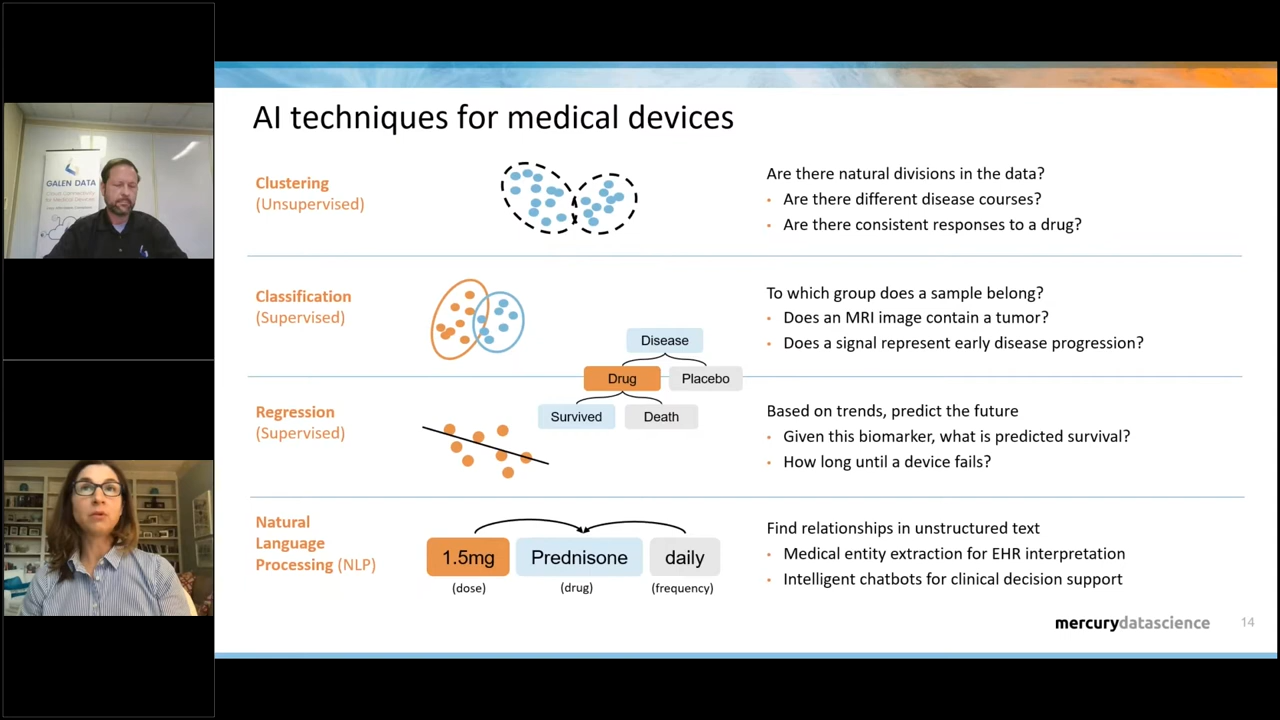 GALEN DATA
Cloud Connectivity
for Medical Devices
AI techniques for medical devices
Clustering
(Unsupervised)
Are there natural divisions in the data?
• Are there different disease courses?
• Are there consistent responses to a drug?
Classification
(Supervised)
To which group does a sample belong?
• Does an MRI image contain a tumor?
• Does a signal represent early disease progression?
Disease
Drug
Placebo
Survived
Death
Regression
(Supervised)
Based on trends, predict the future
• Given this biomarker, what is predicted survival?
• How long until a device fails?
Natural
Language
Processing (NLP)
1.5mg
Prednisone
daily
(dose)
(drug)
(frequency)
Find relationships in unstructured text
• Medical entity extraction for EHR interpretation
• Intelligent chatbots for clinical decision support
mercurydatascience
14